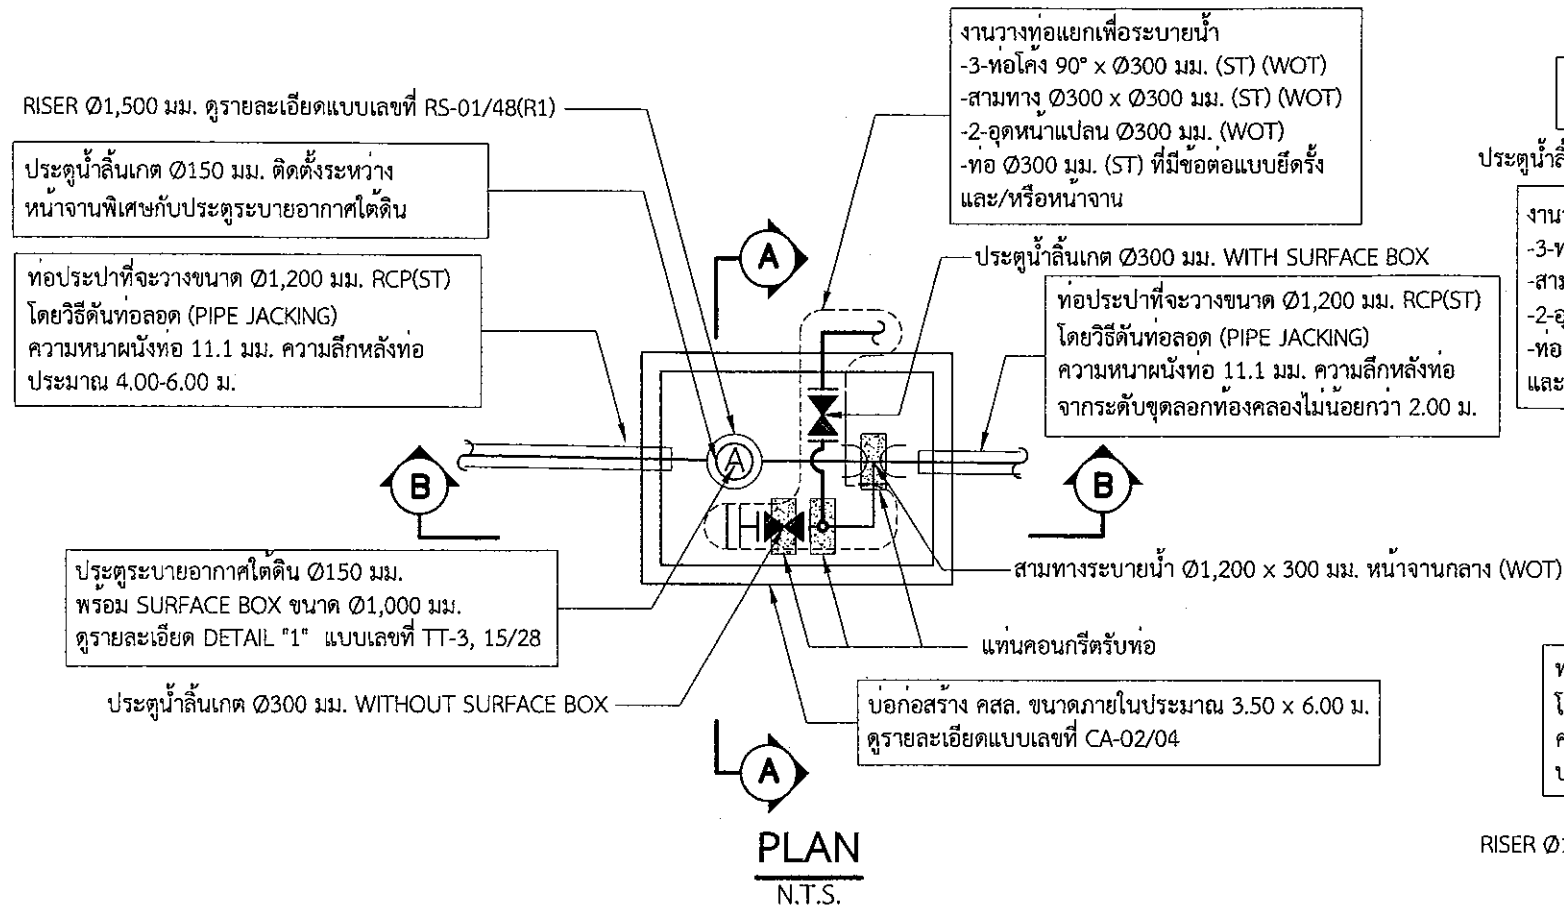 งานวางท่อแยกเพื่อระบายน้ำ
-3-ท่อโค้ง 90° x Ø300 มม. (ST) (WOT)
-สามทาง Ø300 x Ø300 มม. (ST) (WOT)
-2-อุดหน้าแปลน Ø300 มม. (WOT)
-ท่อ Ø300 มม. (ST) ที่มีข้อต่อแบบยึดรั้ง
และ/หรือหน้าจาน
RISER Ø1,500 มม. ดูรายละเอียดแบบเลขที่ RS-01/48(R1)
ประตูน้ำลิ้นเกต Ø150 มม. ติดตั้งระหว่าง
หน้าจานพิเศษกับประตูระบายอากาศใต้ดิน
ท่อประปาที่จะวางขนาด Ø1,200 มม. RCP(ST)
โดยวิธีดันท่อลอด (PIPE JACKING)
ความหนาผนังท่อ 11.1 มม. ความลึกหลังท่อ
ประมาณ 4.00-6.00 ม.
A
ประตูน้ำลิ้นเกต Ø300 มม. WITH SURFACE BOX
ท่อประปาที่จะวางขนาด Ø1,200 มม. RCP(ST)
โดยวิธีดันท่อลอด (PIPE JACKING)
ความหนาผนังท่อ 11.1 มม. ความลึกหลังท่อ
จากระดับขุดลอกท้องคลองไม่น้อยกว่า 2.00 ม.
A
B
B
ประตูระบายอากาศใต้ดิน Ø150 มม.
พร้อม SURFACE BOX ขนาด Ø1,000 มม.
ดูรายละเอียด DETAIL "1" แบบเลขที่ TT-3, 15/28
สามทางระบายน้ำ Ø1,200 x 300 มม. หน้าจานกลาง (WOT)
แท่นคอนกรีตรับท่อ
ประตูน้ำลิ้นเกต Ø300 มม. WITHOUT SURFACE BOX
บ่อก่อสร้าง คสล. ขนาดภายในประมาณ 3.50 x 6.00 ม.
ดูรายละเอียดแบบเลขที่ CA-02/04
A
PLAN
N.T.S.
ประตูน้ำลิ
งาน
-3-ท
-สาม
-2-อุ
-ท่อ
และ
RISER Ø1